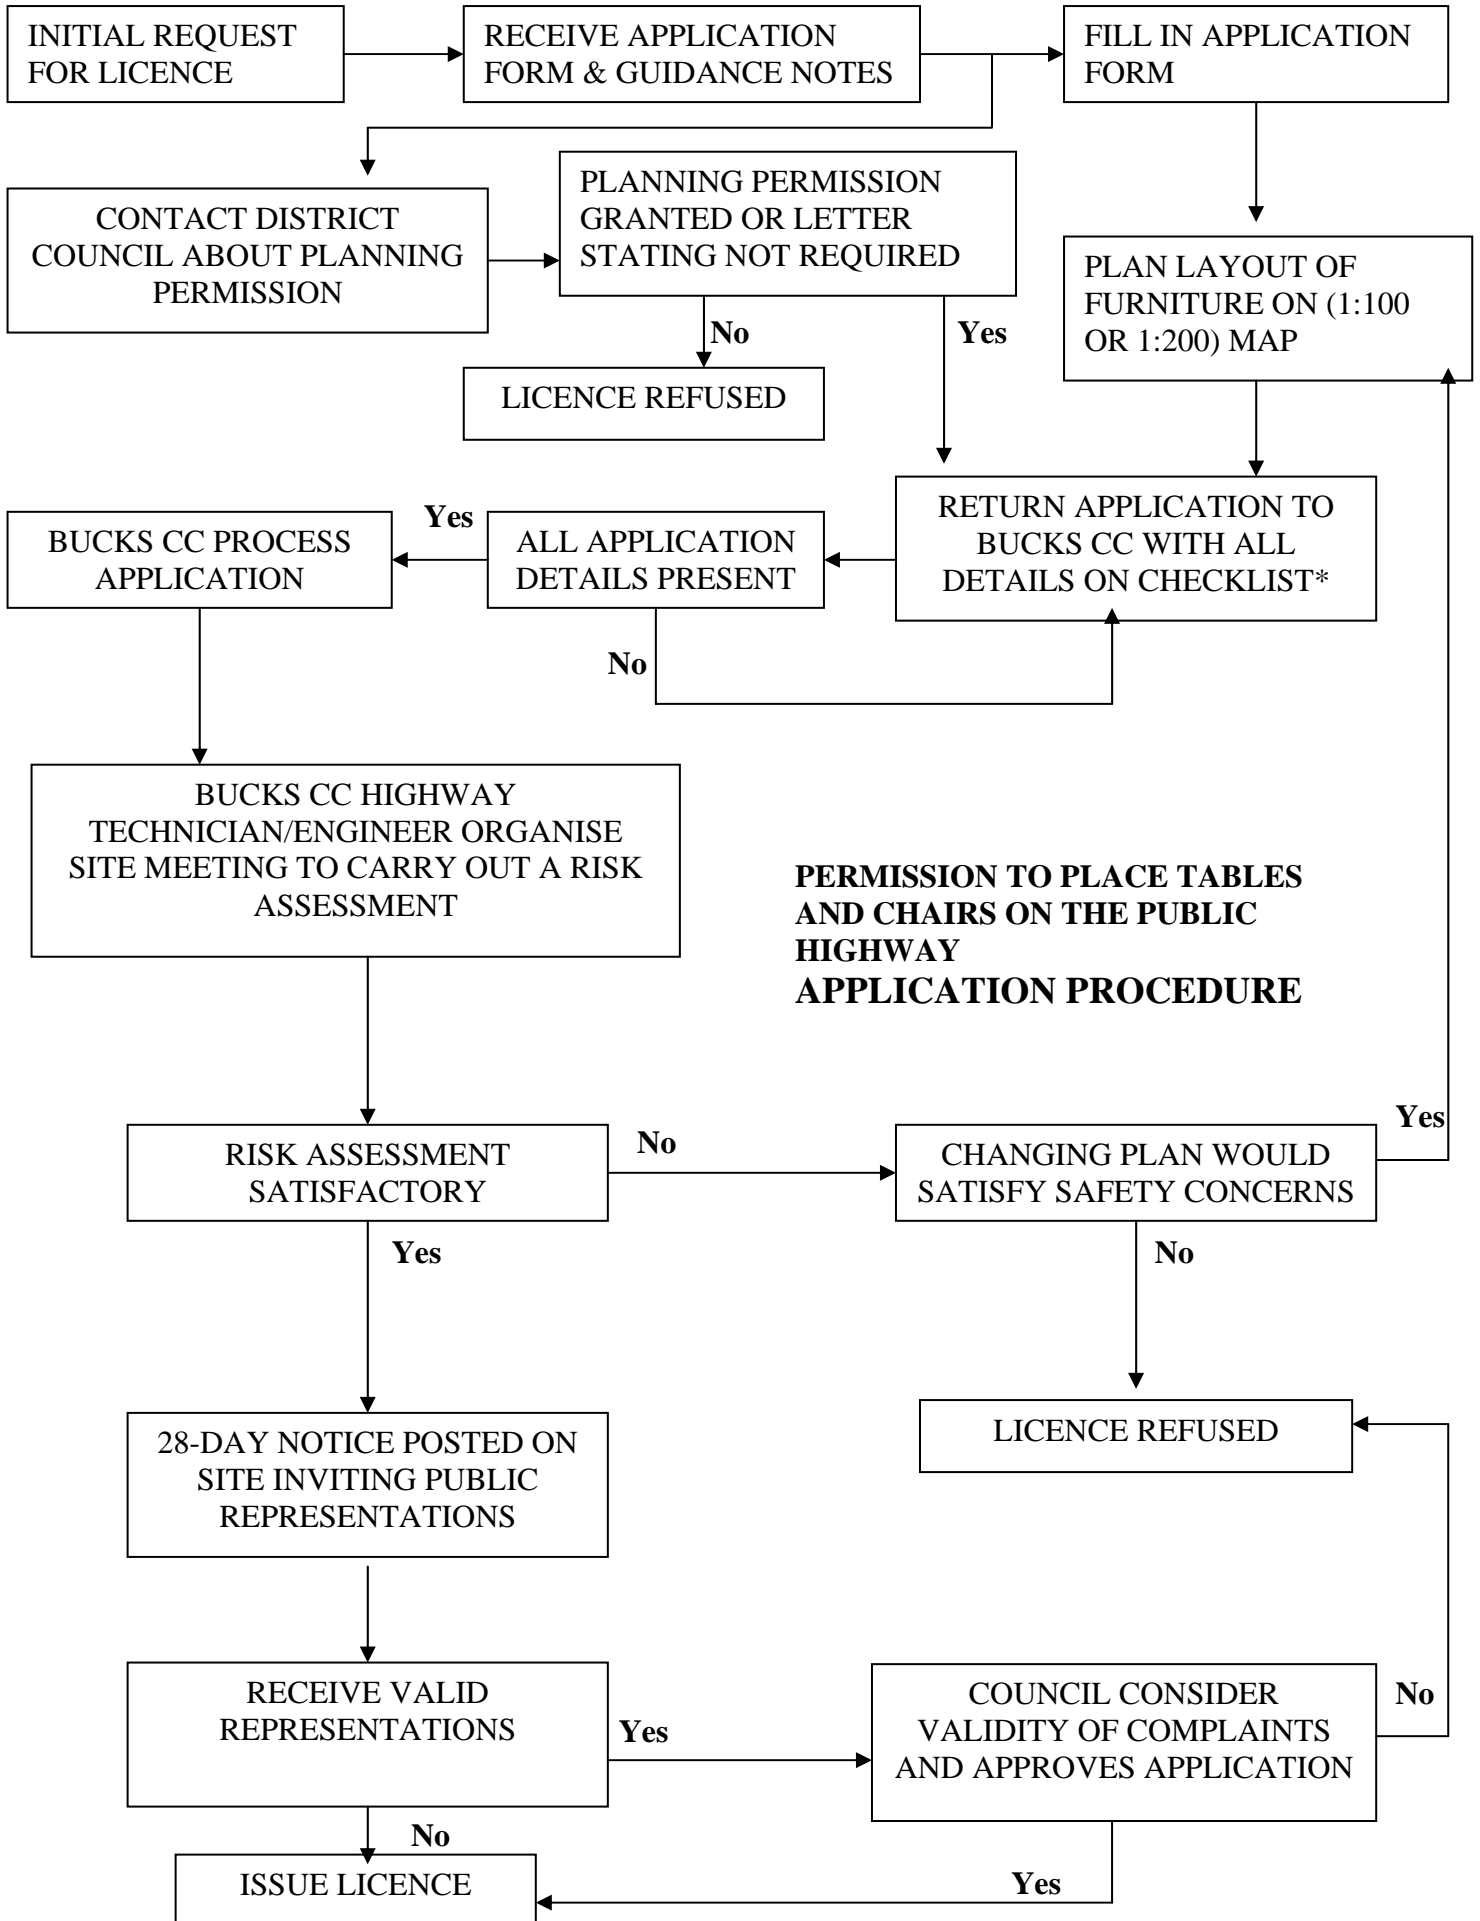 INITIAL REQUEST
FOR LICENCE
RECEIVE APPLICATION
FORM & GUIDANCE NOTES
FILL IN APPLICATION
FORM
CONTACT DISTRICT
COUNCIL ABOUT PLANNING
PERMISSION
PLANNING PERMISSION
GRANTED OR LETTER
STATING NOT REQUIRED
PLAN LAYOUT OF
FURNITURE ON (1:100
OR 1:200) MAP
No
Yes
LICENCE REFUSED
RETURN APPLICATION TO
BUCKS CC WITH ALL
DETAILS ON CHECKLIST*
ALL APPLICATION
DETAILS PRESENT
Yes
BUCKS CC PROCESS
APPLICATION
No
BUCKS CC HIGHWAY
TECHNICIAN/ENGINEER ORGANISE
SITE MEETING TO CARRY OUT A RISK
ASSESSMENT
PERMISSION TO PLACE TABLES
AND CHAIRS ON THE PUBLIC
HIGHWAY
APPLICATION PROCEDURE
RISK ASSESSMENT
SATISFACTORY
No
CHANGING PLAN WOULD
SATISFY SAFETY CONCERNS
Yes
Yes
No
LICENCE REFUSED
28-DAY NOTICE POSTED ON
SITE INVITING PUBLIC
REPRESENTATIONS
RECEIVE VALID
REPRESENTATIONS
Yes
COUNCIL CONSIDER
VALIDITY OF COMPLAINTS
AND APPROVES APPLICATION
No
No
Yes
ISSUE LICENCE